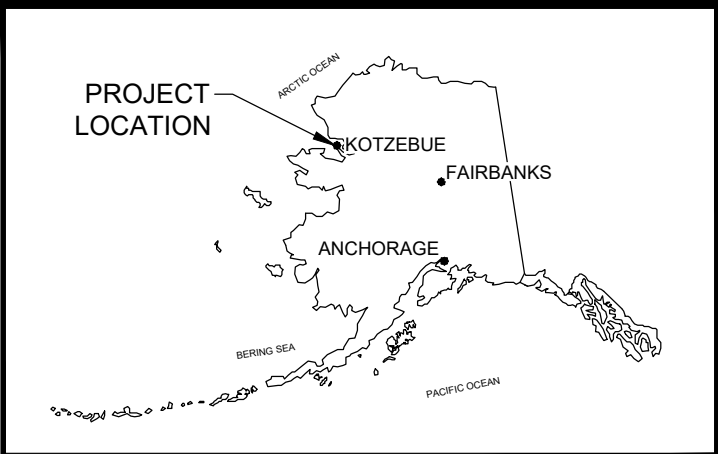 ARCTIC OCEAN
PROJECT
LOCATION
KOTZEBUE
FAIRBANKS
ANCHORAGE
BERING SEA
PACIFIC OCEAN